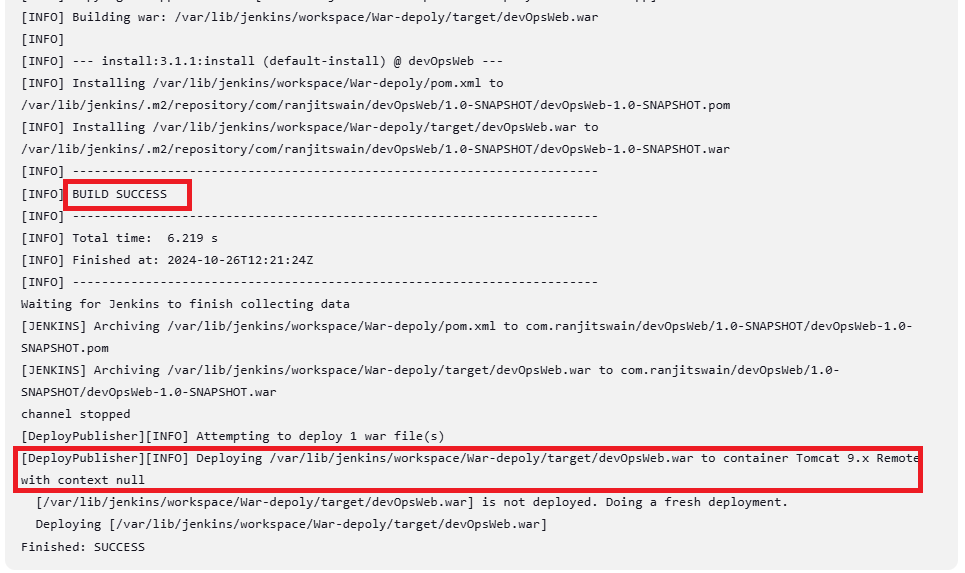 [INFO] Building war: /var/lib/jenkins/workspace/War-depoly/target/devOpsWeb.war
[INFO]
[INFO] --- install:3.1.1:install (default-install) @ devOpsWeb ---
[INFO] Installing /var/lib/jenkins/workspace/War-depoly/pom.xml to
/var/lib/jenkins/.m2/repository/com/ranjitswain/devOpsWeb/1.0-SNAPSHOT/devOpsWeb-1.0-SNAPSHOT.pom
[INFO] Installing /var/lib/jenkins/workspace/War-depoly/target/devOpsWeb.war to
/var/lib/jenkins/.m2/repository/com/ranjitswain/devOpsWeb/1.0-SNAPSHOT/devOpsWeb-1.0-SNAPSHOT.war
[INFO] ------------------------------------------------------------------------
[INFO] BUILD SUCCESS
[INFO] ------------------------------------------------------------------------
[INFO] Total time:  6.219 s
[INFO] Finished at: 2024-10-26T12:21:24Z
[INFO] ------------------------------------------------------------------------
Waiting for Jenkins to finish collecting data
[JENKINS] Archiving /var/lib/jenkins/workspace/War-depoly/pom.xml to com.ranjitswain/devOpsWeb/1.0-SNAPSHOT/devOpsWeb-1.0-
SNAPSHOT.pom
[JENKINS] Archiving /var/lib/jenkins/workspace/War-depoly/target/devOpsWeb.war to com.ranjitswain/devOpsWeb/1.0-
SNAPSHOT/devOpsWeb-1.0-SNAPSHOT.war
channel stopped
[DeployPublisher][INFO] Attempting to deploy 1 war file(s)
[DeployPublisher][INFO] Deploying /var/lib/jenkins/workspace/War-depoly/target/devOpsWeb.war to container Tomcat 9.x Remote
with context null
  [/var/lib/jenkins/workspace/War-depoly/target/devOpsWeb.war] is not deployed. Doing a fresh deployment.
  Deploying [/var/lib/jenkins/workspace/War-depoly/target/devOpsWeb.war]
Finished: SUCCESS